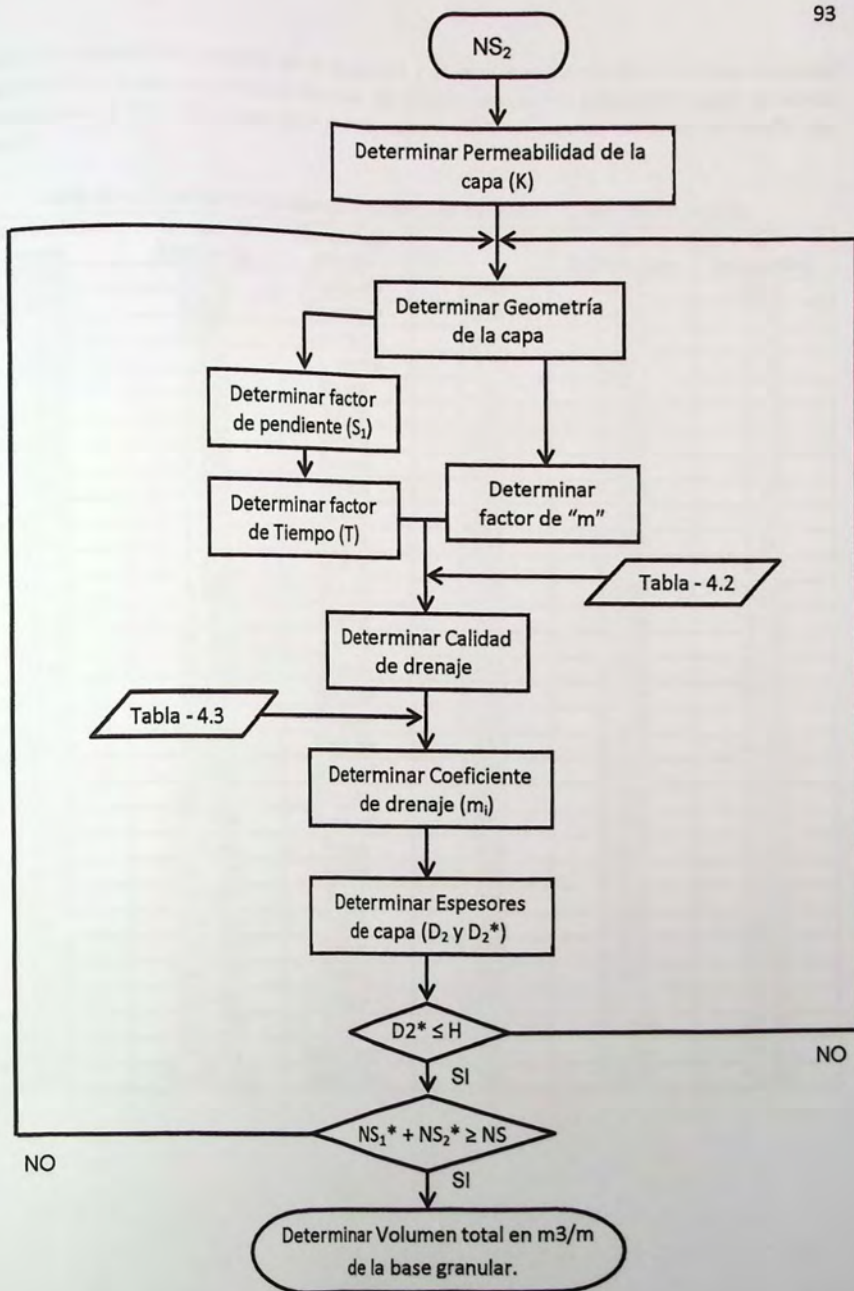 93
NS₂
Determinar Permeabilidad de la
capa (K)
Determinar Geometría
de la capa
Determinar factor
de pendiente (S₁)
Determinar factor
de Tiempo (T)
Determinar
factor de “m”
Tabla - 4.2
Determinar Calidad
de drenaje
Tabla - 4.3
Determinar Coeficiente
de drenaje (mᵢ)
Determinar Espesores
de capa (D₂ y D₂*)
D2* ≤ H
NO
SI
NS₁* + NS₂* ≥ NS
NO
SI
Determinar Volumen total en m3/m
de la base granular.